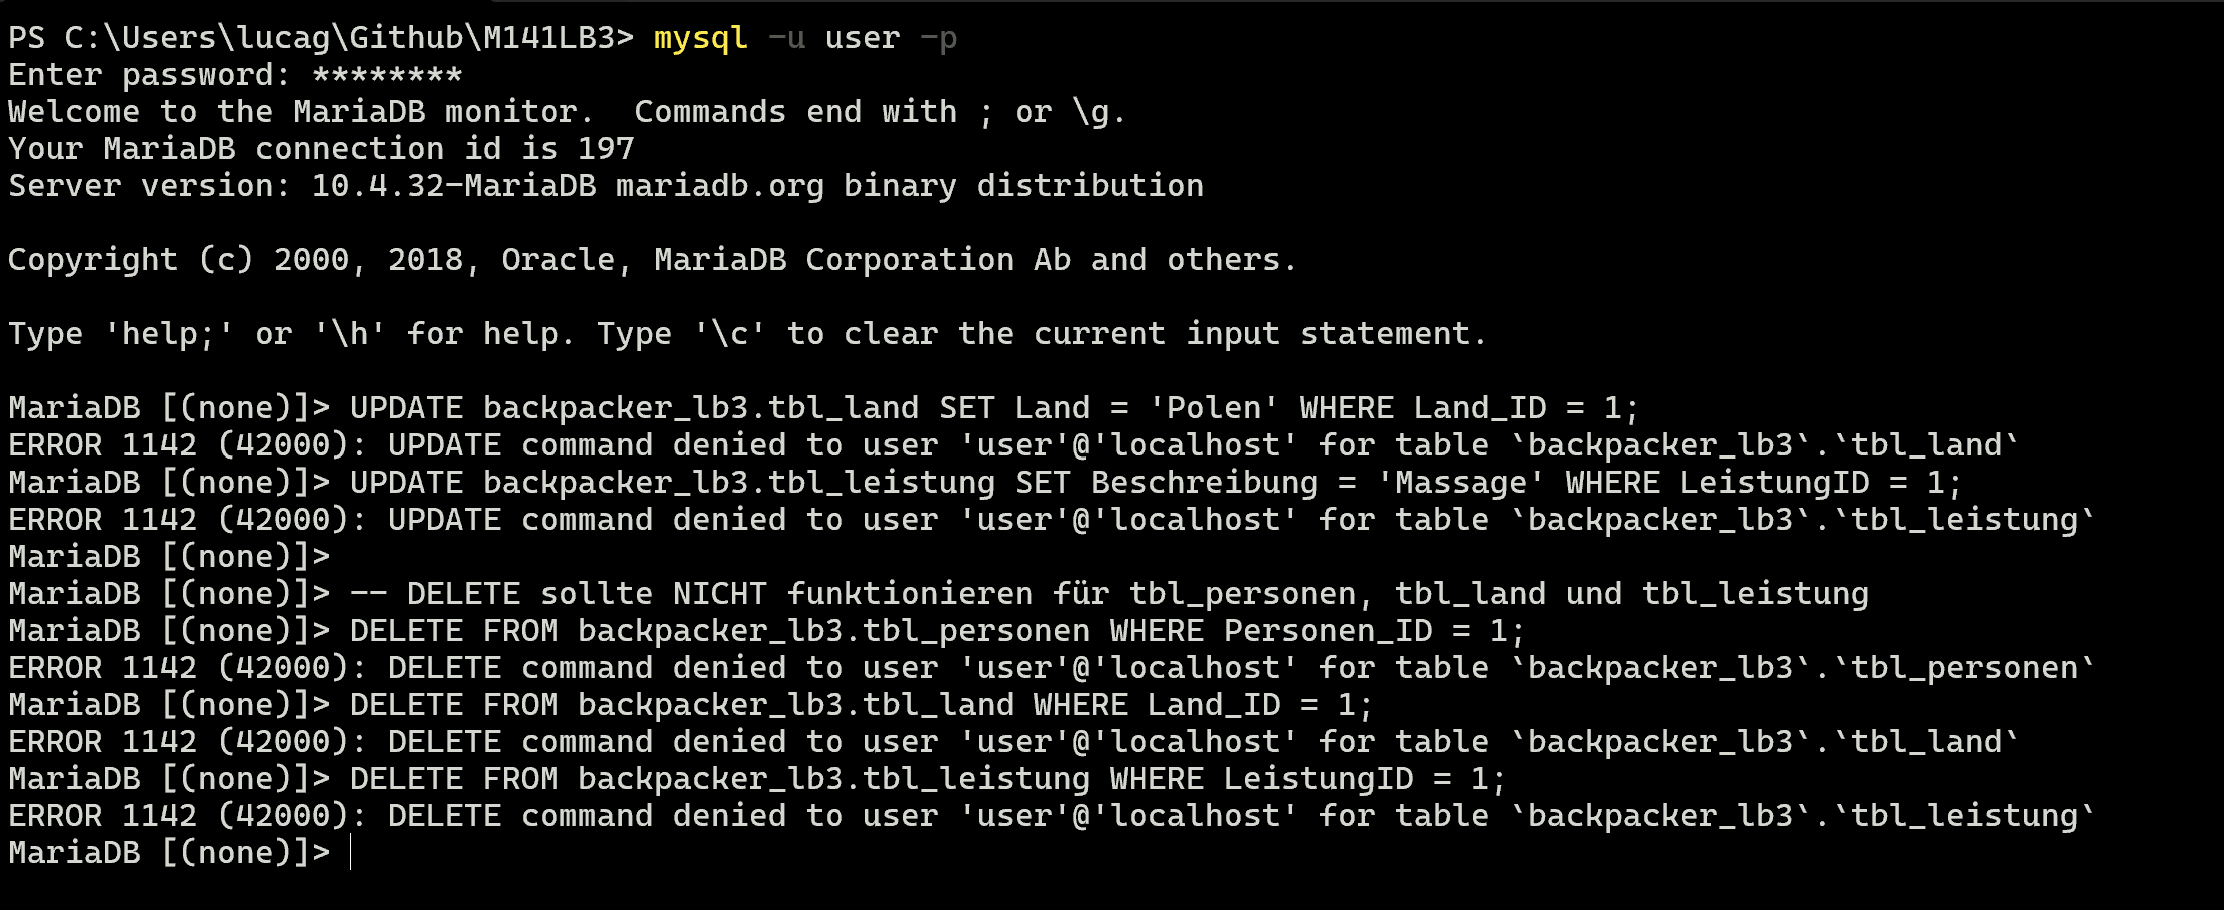 PS C:\Users\lucag\Github\M141LB3> mysql -u user -p
Enter password: ********
Welcome to the MariaDB monitor.  Commands end with ; or \g.
Your MariaDB connection id is 197
Server version: 10.4.32-MariaDB mariadb.org binary distribution
Copyright (c) 2000, 2018, Oracle, MariaDB Corporation Ab and others.
Type 'help;' or '\h' for help. Type '\c' to clear the current input statement.
MariaDB [(none)]> UPDATE backpacker_lb3.tbl_land SET Land = 'Polen' WHERE Land_ID = 1;
ERROR 1142 (42000): UPDATE command denied to user 'user'@'localhost' for table `backpacker_lb3`.`tbl_land`
MariaDB [(none)]> UPDATE backpacker_lb3.tbl_leistung SET Beschreibung = 'Massage' WHERE LeistungID = 1;
ERROR 1142 (42000): UPDATE command denied to user 'user'@'localhost' for table `backpacker_lb3`.`tbl_leistung`
MariaDB [(none)]>
MariaDB [(none)]> -- DELETE sollte NICHT funktionieren für tbl_personen, tbl_land und tbl_leistung
MariaDB [(none)]> DELETE FROM backpacker_lb3.tbl_personen WHERE Personen_ID = 1;
ERROR 1142 (42000): DELETE command denied to user 'user'@'localhost' for table `backpacker_lb3`.`tbl_personen`
MariaDB [(none)]> DELETE FROM backpacker_lb3.tbl_land WHERE Land_ID = 1;
ERROR 1142 (42000): DELETE command denied to user 'user'@'localhost' for table `backpacker_lb3`.`tbl_land`
MariaDB [(none)]> DELETE FROM backpacker_lb3.tbl_leistung WHERE LeistungID = 1;
ERROR 1142 (42000): DELETE command denied to user 'user'@'localhost' for table `backpacker_lb3`.`tbl_leistung`
MariaDB [(none)]>